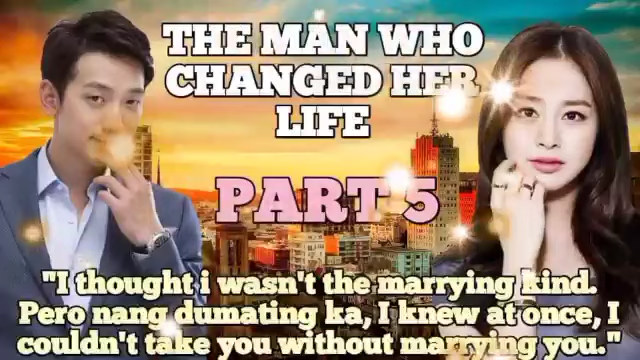 THE MAN WHO
CHANGED HER
LIFE
PART 5
"I thought i wasn't the marrying kind.
Pero nang dumating ka, I knew at once, I
couldn't take you without marrying you."